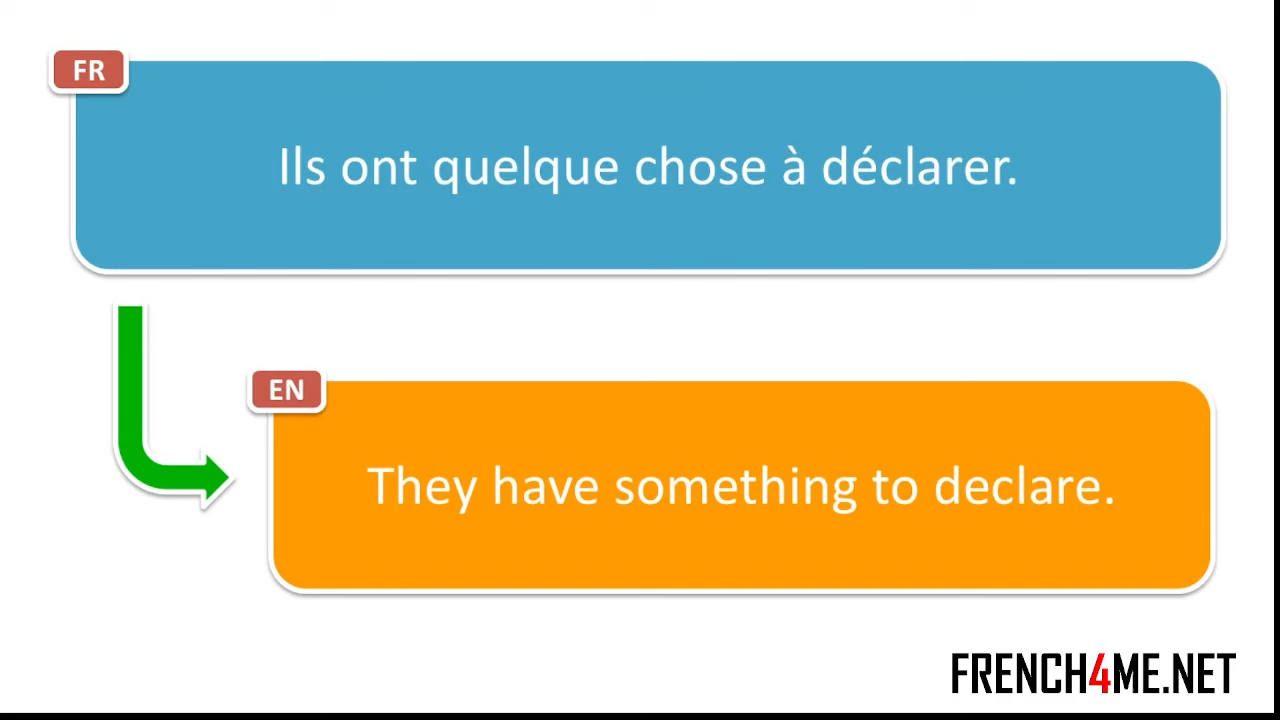 FR
Ils ont quelque chose à déclarer.
EN
They have something to declare.
FRENCH4ME.NET